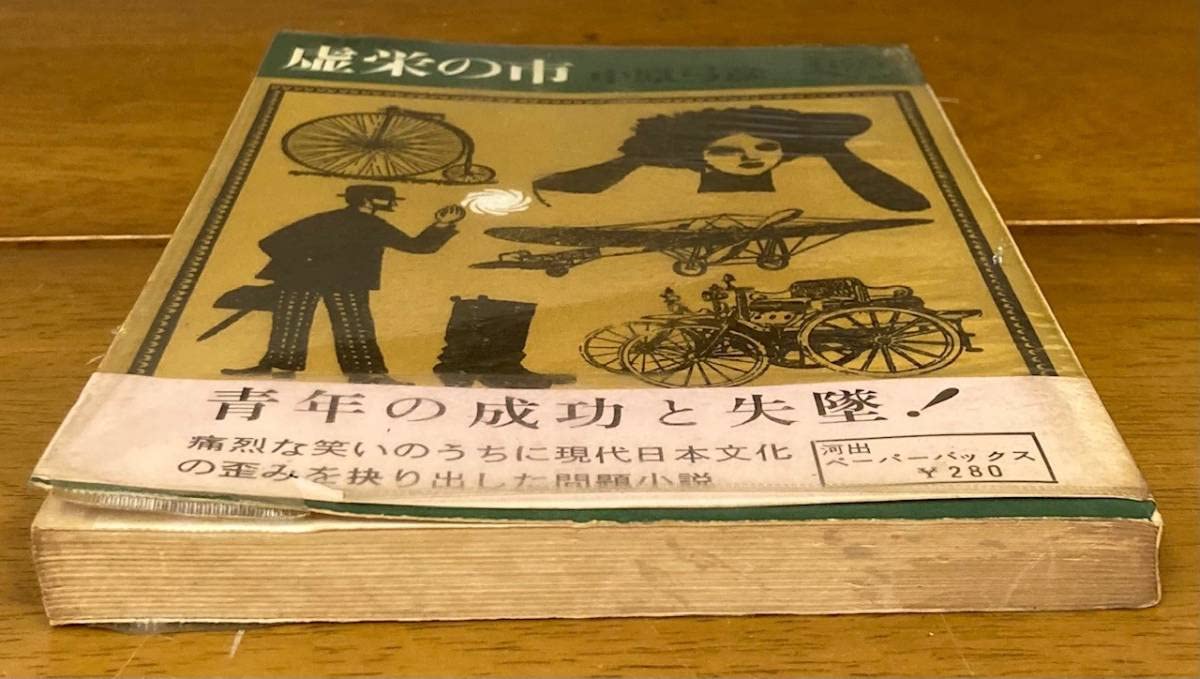 虚栄の市
青年の成功と失墜!
痛烈な笑いのうちに現代日本文化
の歪みを抉り出した問題小説
河出
ペーパーバックス
¥280